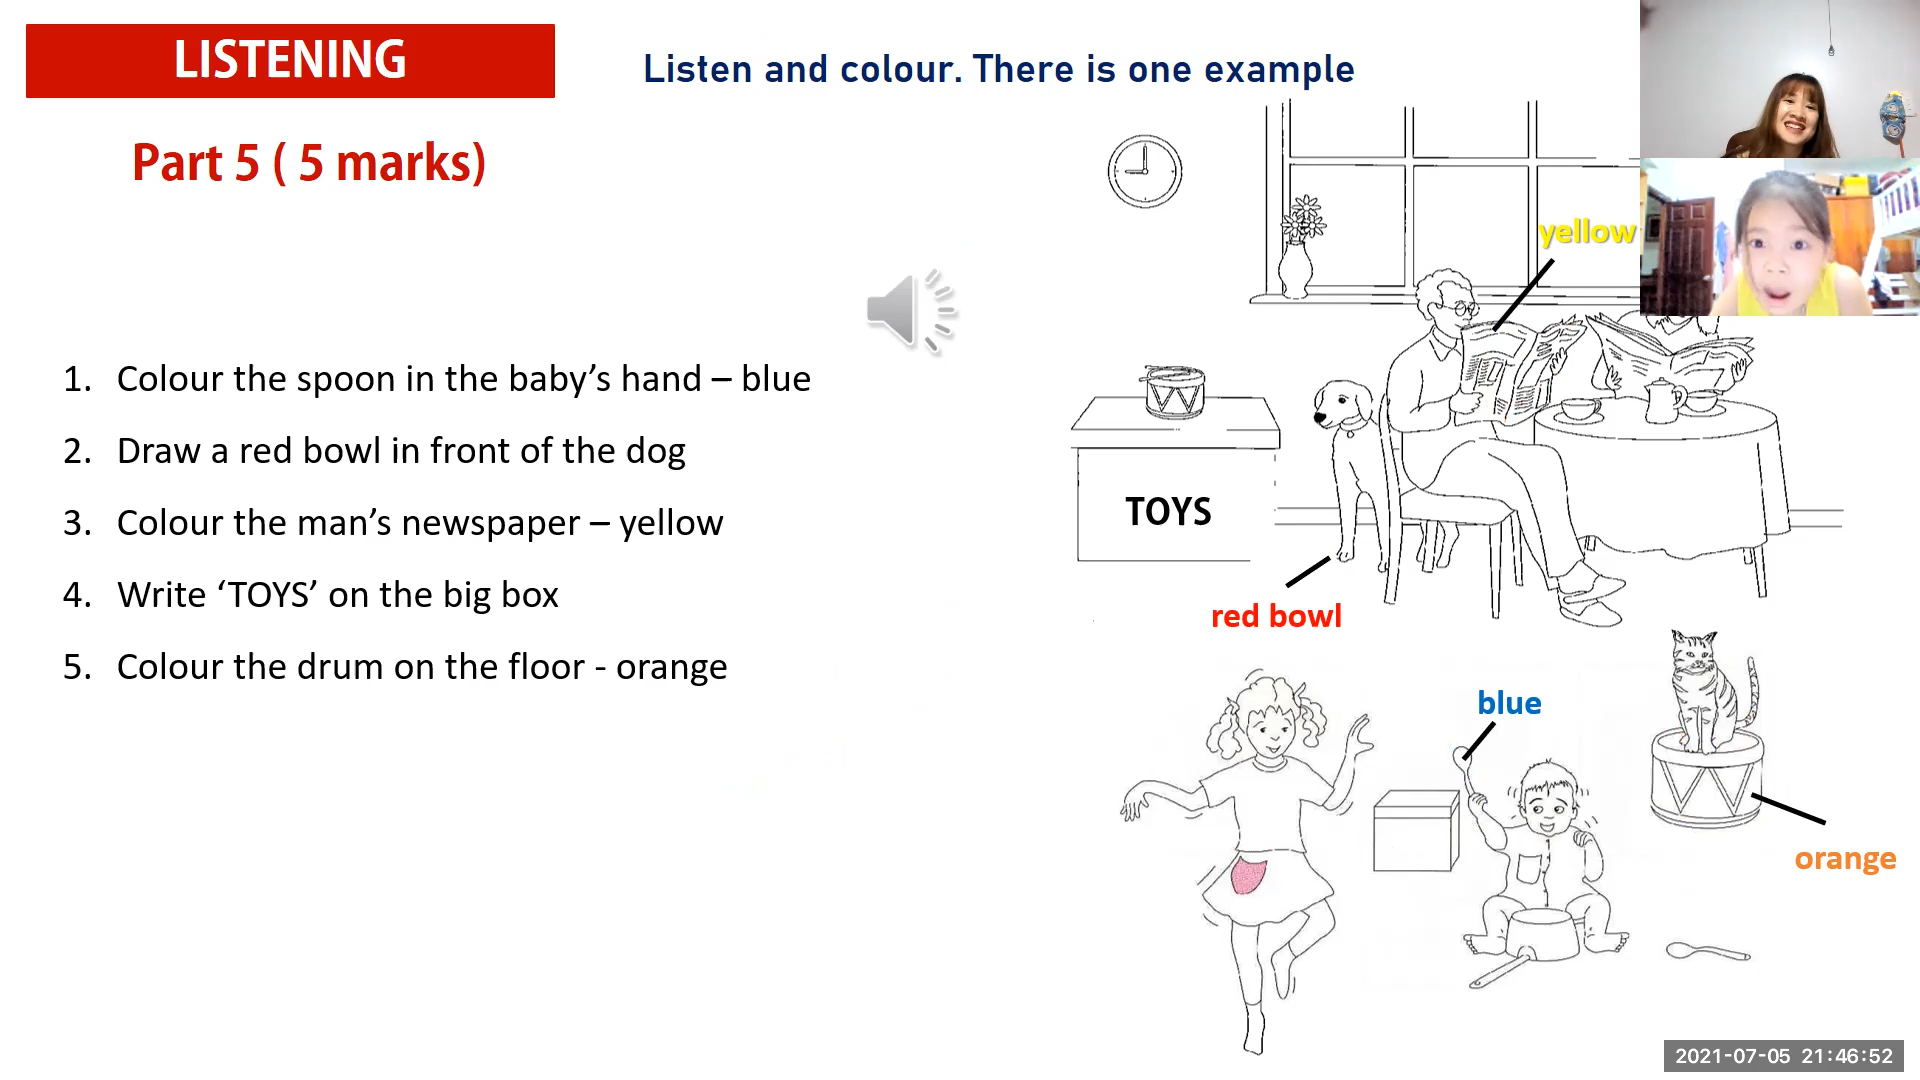 LISTENING
Listen and colour. There is one example
Part 5 ( 5 marks)
1. Colour the spoon in the baby’s hand – blue
2. Draw a red bowl in front of the dog
3. Colour the man’s newspaper – yellow
4. Write ‘TOYS’ on the big box
5. Colour the drum on the floor - orange
yellow
TOYS
red bowl
blue
orange
2021-07-05 21:46:52